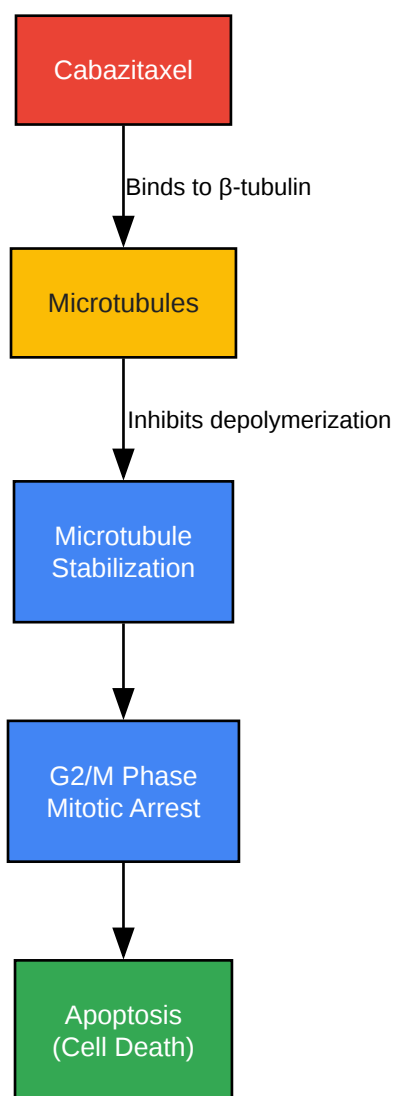 Cabazitaxel
Binds to β-tubulin
Microtubules
Inhibits depolymerization
Microtubule
Stabilization
G2/M Phase
Mitotic Arrest
Apoptosis
(Cell Death)